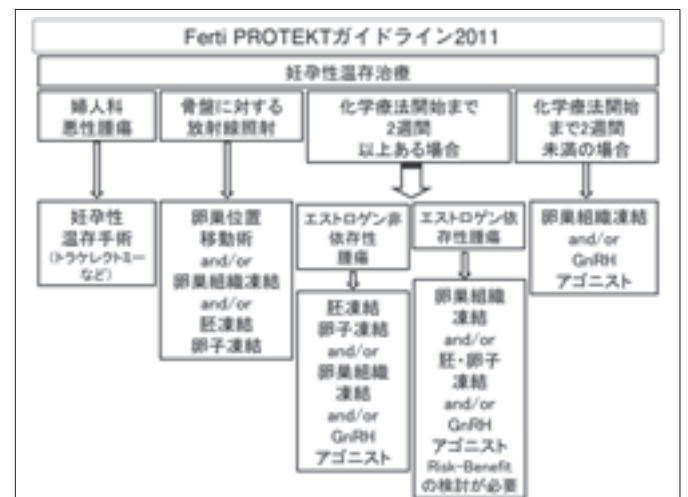 Ferti PROTEKTガイドライン2011
妊孕性温存治療
婦人科
悪性腫瘍
骨盤に対する
放射線照射
化学療法開始まで
2週間
以上ある場合
化学療法開始
まで2週間
未満の場合
妊孕性
温存手術
(トラケレクトミー
など)
卵巣位置
移動術
and/or
卵巣組織凍結
and/or
胚凍結
卵子凍結
エストロゲン非
依存性
腫瘍
エストロゲン依
存性腫瘍
卵巣組織凍結
and/or
GnRH
アゴニスト
胚凍結
卵子凍結
and/or
卵巣組織
凍結
and/or
GnRH
アゴニスト
卵巣組織
凍結
and/or
胚・卵子
凍結
and/or
GnRH
アゴニスト
Risk-Benefit
の検討が必要